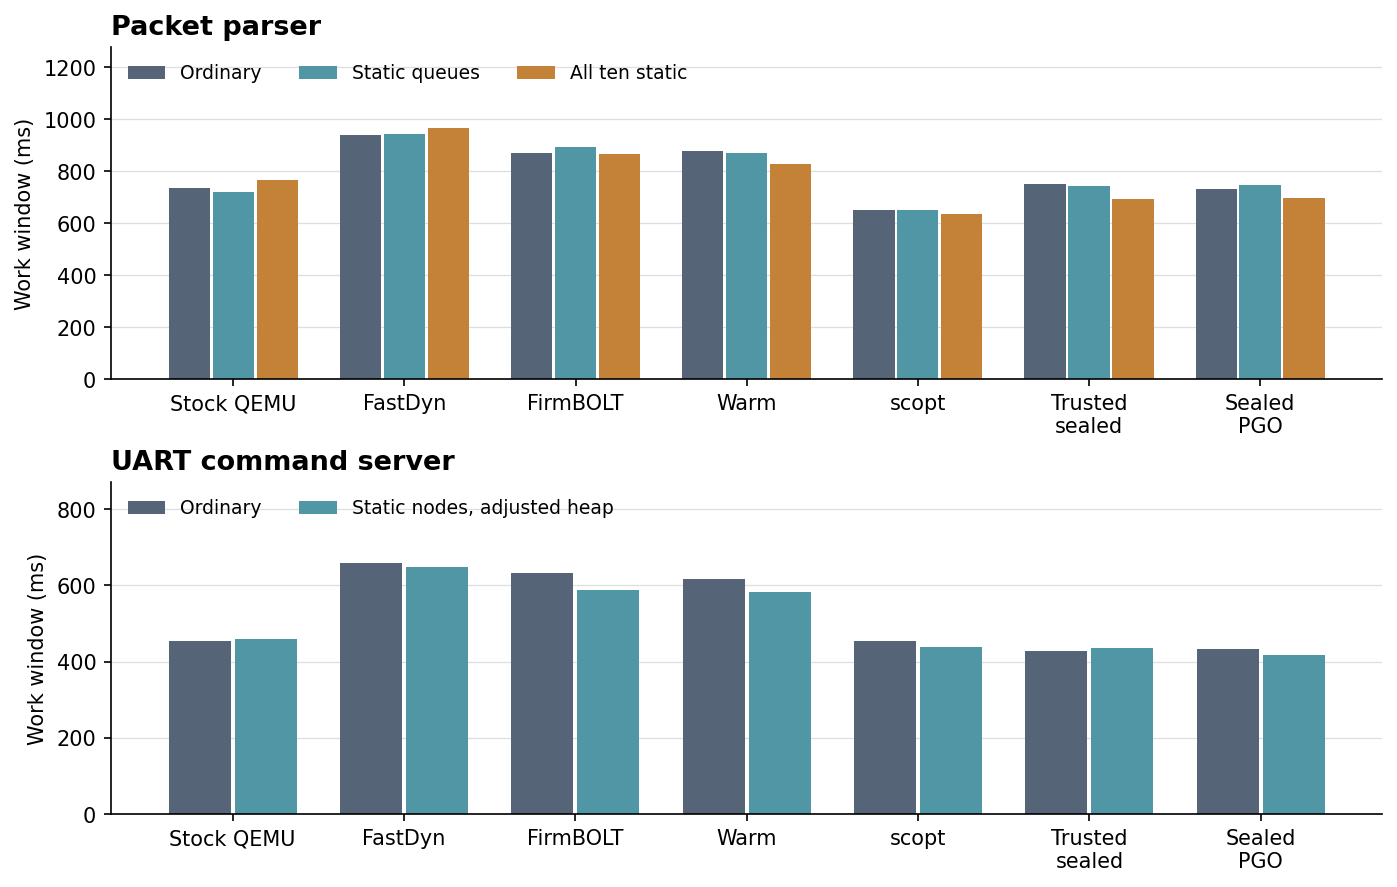 Packet parser
Work window (ms)
1200
1000
800
600
400
200
0
Ordinary
Static queues
All ten static
Stock QEMU
FastDyn
FirmBOLT
Warm
scopt
Trusted
sealed
Sealed
PGO
UART command server
Work window (ms)
800
600
400
200
0
Ordinary
Static nodes, adjusted heap
Stock QEMU
FastDyn
FirmBOLT
Warm
scopt
Trusted
sealed
Sealed
PGO